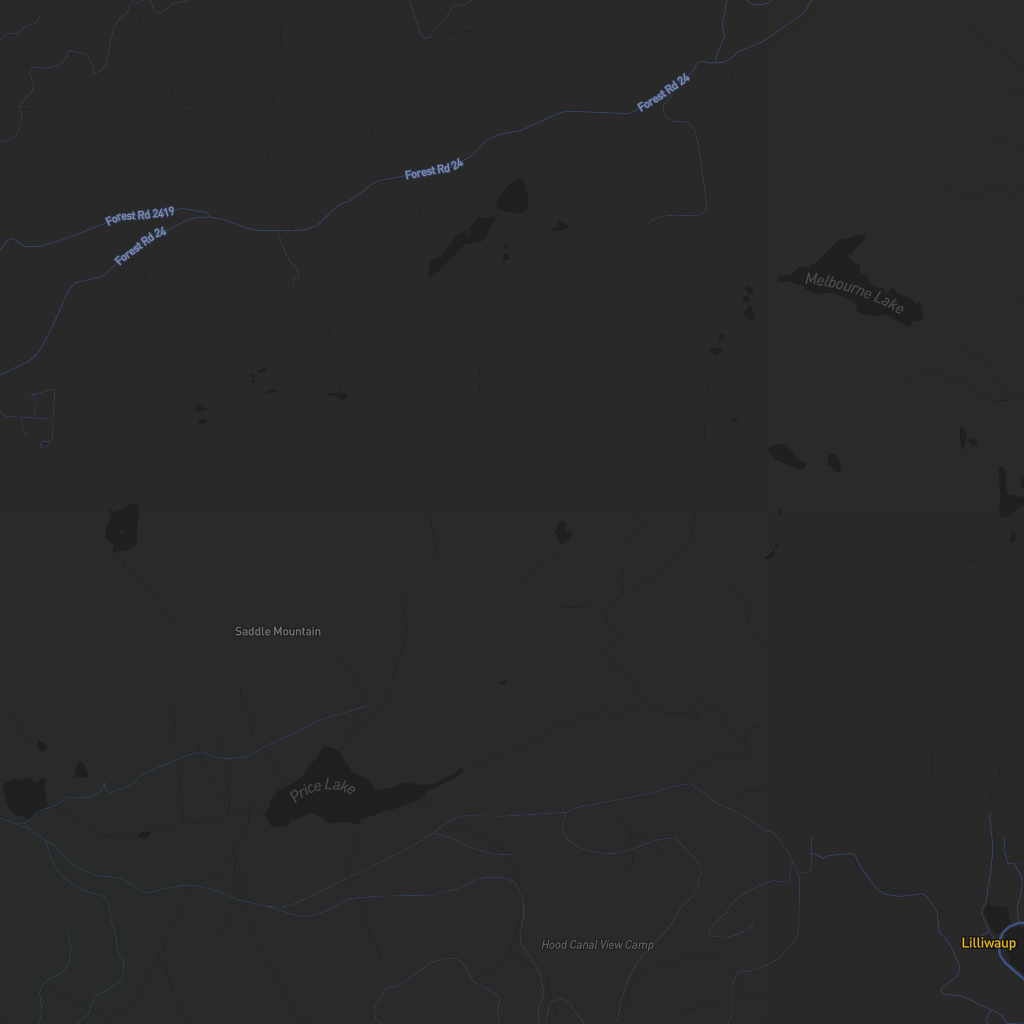 Forest Rd 24
Forest Rd 24
Forest Rd 2419
Forest Rd 24
Melbourne Lake
Saddle Mountain
Price Lake
Hood Canal View Camp
Lilliwaup